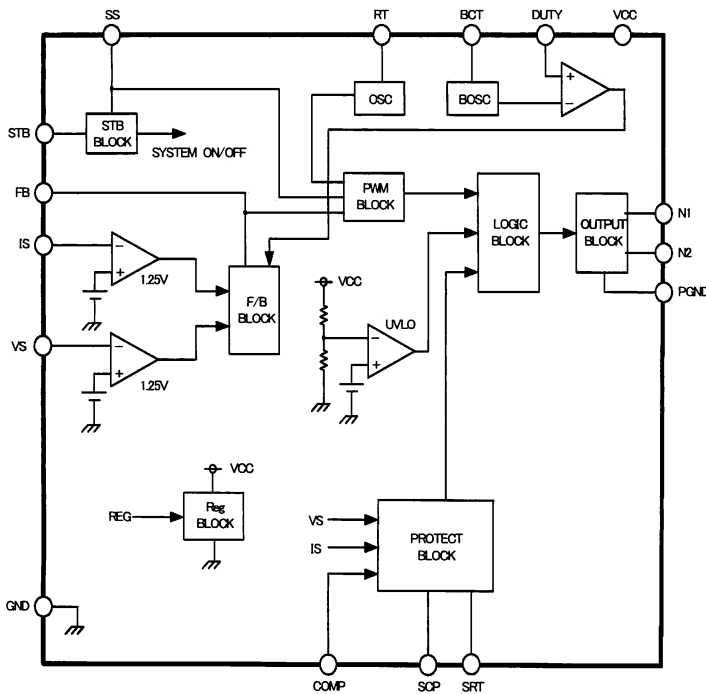 SS
RT
BCT
DUTY
VCC
OSC
BOSC
+
−
STB
STB
BLOCK
SYSTEM ON/OFF
FB
PWM
BLOCK
IS
−
+
1.25V
LOGIC
BLOCK
OUTPUT
BLOCK
N1
N2
PGND
F/B
BLOCK
VCC
UVLO
−
+
VS
−
+
1.25V
VCC
REG
Reg
BLOCK
VS
IS
PROTECT
BLOCK
GND
COMP
SCP
SRT